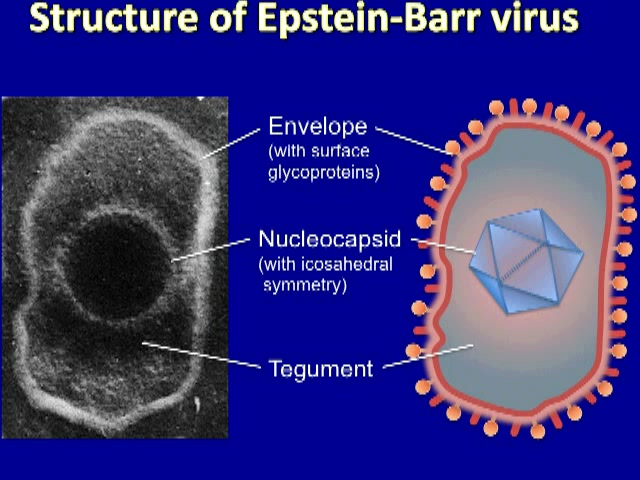 Structure of Epstein-Barr virus
Envelope
(with surface
glycoproteins)
Nucleocapsid
(with icosahedral
symmetry)
Tegument